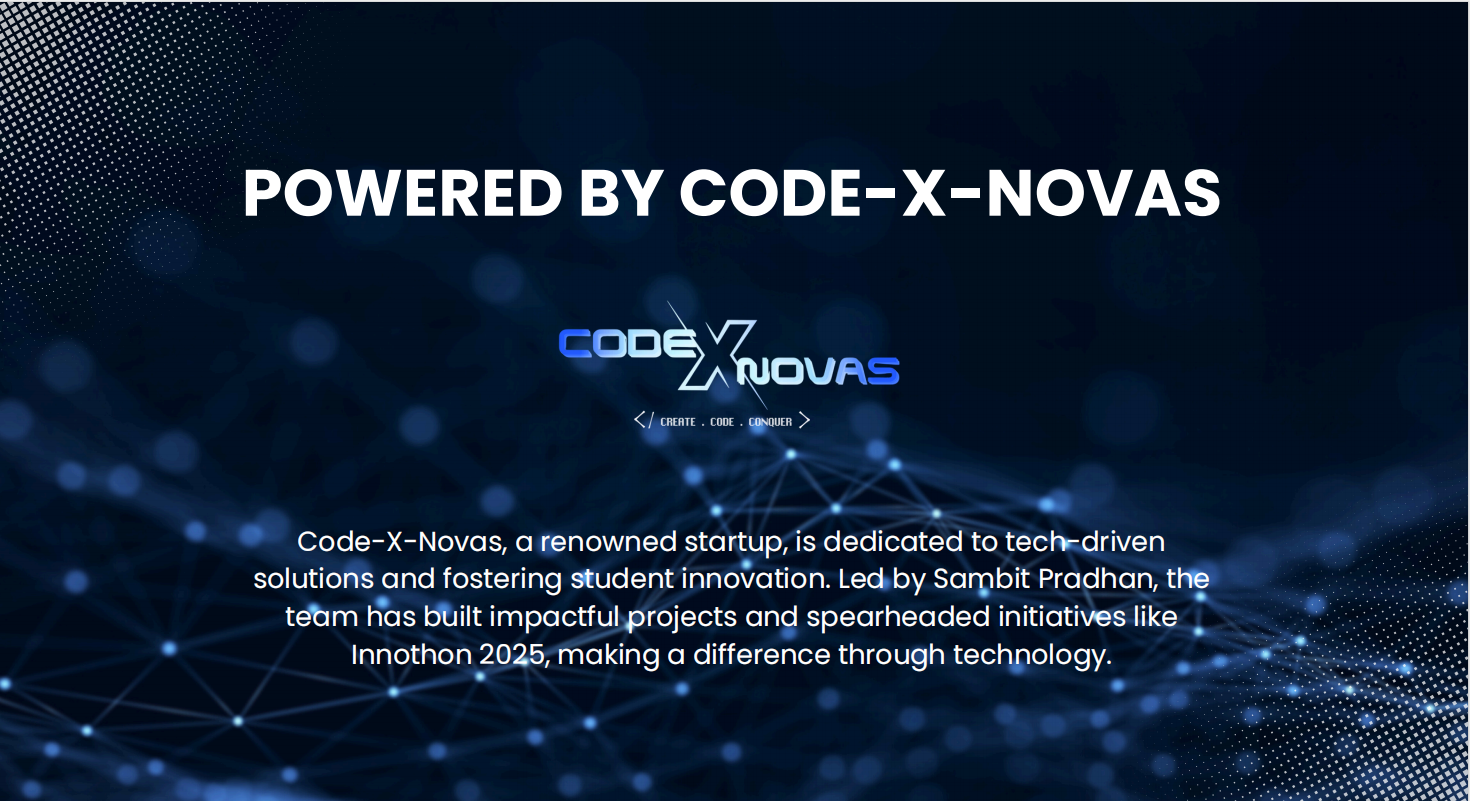 POWERED BY CODE-X-NOVAS
CODE X NOVAS
</ CREATE . CODE . CONQUER >
Code-X-Novas, a renowned startup, is dedicated to tech-driven
solutions and fostering student innovation. Led by Sambit Pradhan, the
team has built impactful projects and spearheaded initiatives like
Innothon 2025, making a difference through technology.